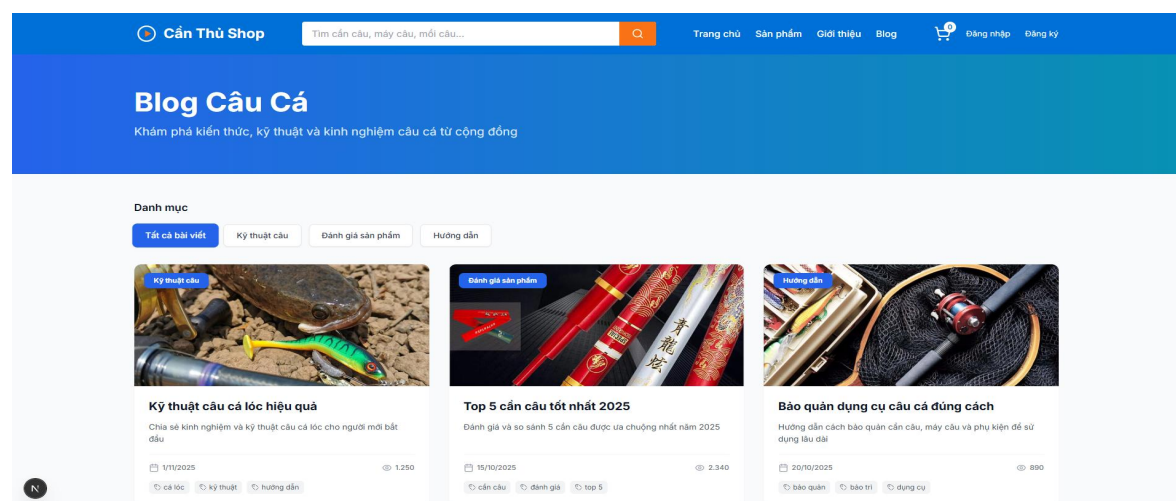 Cần Thủ Shop
Tìm cần câu, máy câu, mồi câu...
Trang chủ Sản phẩm Giới thiệu Blog
0
Đăng nhập Đăng ký
Blog Câu Cá
Khám phá kiến thức, kỹ thuật và kinh nghiệm câu cá từ cộng đồng
Danh mục
Tất cả bài viết Kỹ thuật câu Đánh giá sản phẩm Hướng dẫn
Kỹ thuật câu
Kỹ thuật câu cá lóc hiệu quả
Chia sẻ kinh nghiệm và kỹ thuật câu cá lóc cho người mới bắt
đầu
1/11/2025 1.250
cá lóc kỹ thuật hướng dẫn
Đánh giá sản phẩm
青龍炫
Top 5 cần câu tốt nhất 2025
Đánh giá và so sánh 5 cần câu được ưa chuộng nhất năm 2025
15/10/2025 2.340
cần câu đánh giá top 5
Hướng dẫn
Bảo quản dụng cụ câu cá đúng cách
Hướng dẫn cách bảo quản cần câu, máy câu và phụ kiện để sử
dụng lâu dài
20/10/2025 890
bảo quản bảo trì dụng cụ
N